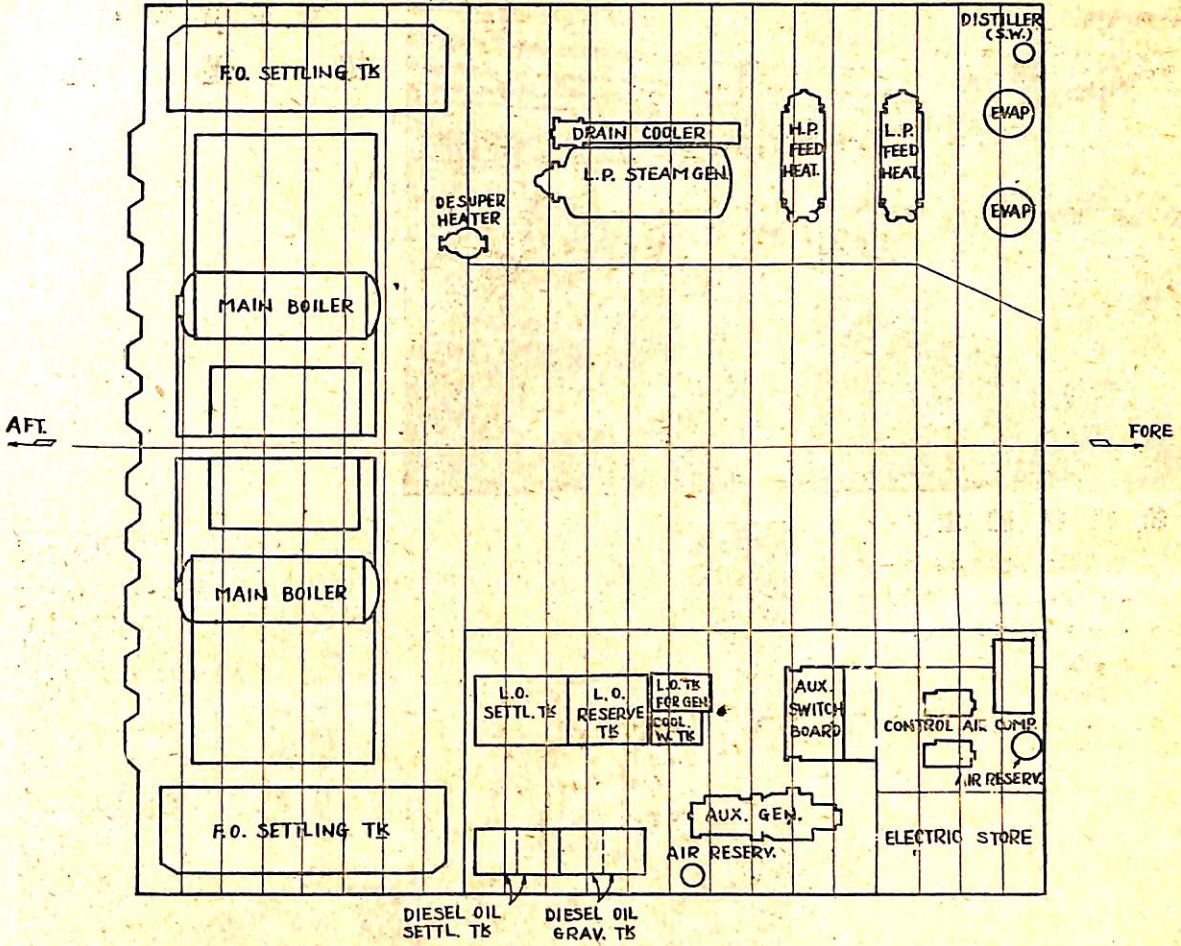 DISTILLER
(S.W.)
F.O. SETTLING TK
EVAP
DRAIN COOLER
H.P.
FEED
HEAT.
L.P.
FEED
HEAT.
L.P. STEAM GEN.
DESUPER
HEATER
EVAP
MAIN BOILER
AFT.
FORE
MAIN BOILER
L.O.
SETTL. TK
L.O.
RESERVE
TK
L.O. TK
FOR GEN
COOL.
W. TK
AUX.
SWITCH
BOARD
CONTROL AIR COMP.
AIR RESERV.
F.O. SETTLING TK
AUX. GEN.
ELECTRIC STORE
AIR RESERV.
DIESEL OIL
SETTL. TK
DIESEL OIL
GRAV. TK